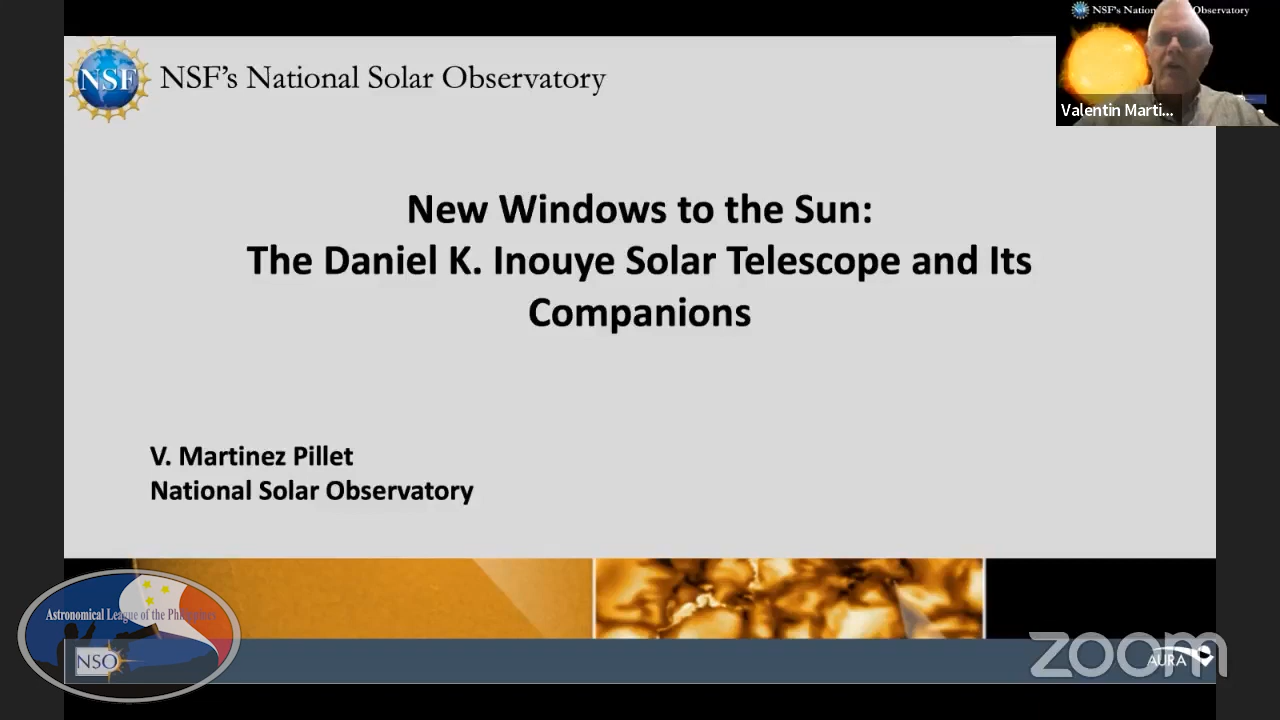 NSF's Nation Observatory
NSF
NSF's National Solar Observatory
Valentin Marti...
New Windows to the Sun:
The Daniel K. Inouye Solar Telescope and Its
Companions
V. Martinez Pillet
National Solar Observatory
Astronomical League of the Philippines
NSO
zoom
AURA